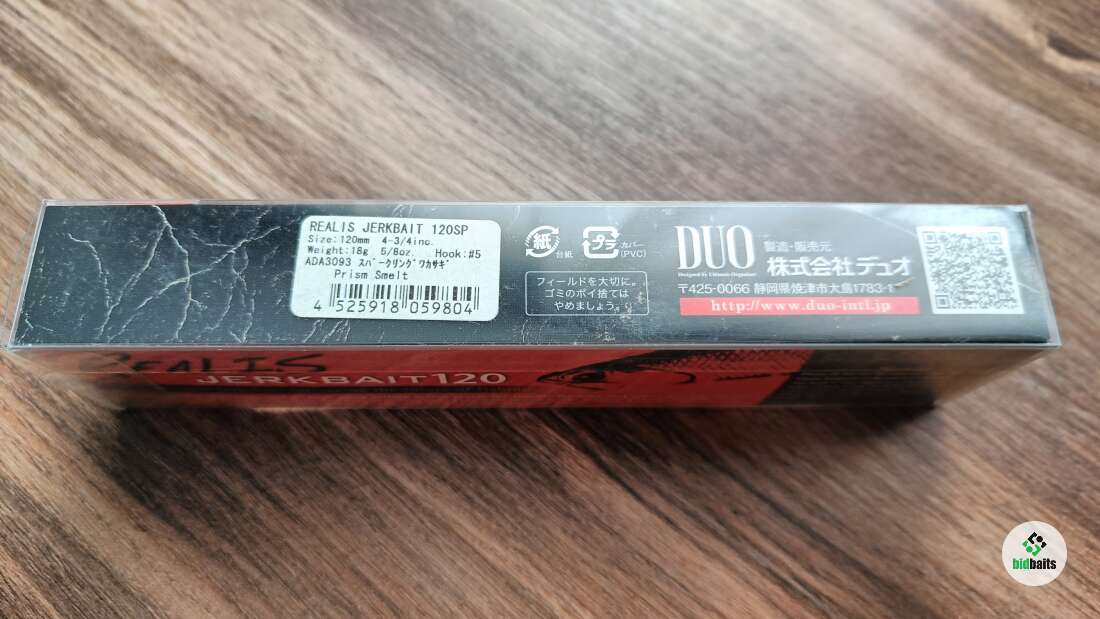 REALIS JERKBAIT 120SP
Size:120mm 4-3/4inc.
Weight:18g 5/8oz. Hook:#5
ADA3093 スパークリングワカサギ
Prism Smelt
4 525918 059804
紙
台紙
プラ
カバー
(PVC)
フィールドを大切に。
ゴミのポイ捨ては
やめましょう。
DUO
Designed by Ultimate Organizer
製造・販売元
株式会社デュオ
〒425-0066 静岡県焼津市大島1783-1
http://www.duo-intl.jp
REALIS
JERKBAIT120
bidbaits